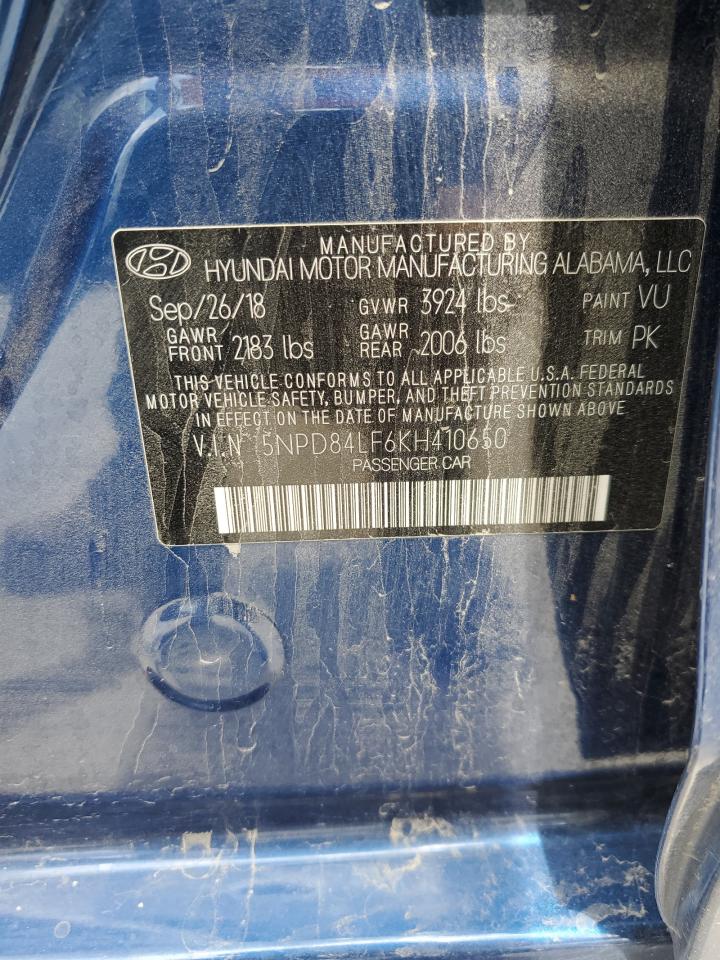 MANUFACTURED BY
HYUNDAI MOTOR MANUFACTURING ALABAMA, LLC
Sep/26/18 GVWR 3924 lbs PAINT VU
GAWR FRONT 2183 lbs GAWR REAR 2006 lbs TRIM PK
THIS VEHICLE CONFORMS TO ALL APPLICABLE U.S.A. FEDERAL
MOTOR VEHICLE SAFETY, BUMPER, AND THEFT PREVENTION STANDARDS
IN EFFECT ON THE DATE OF MANUFACTURE SHOWN ABOVE
V.I.N 5NPD84LF6KH410650
PASSENGER CAR